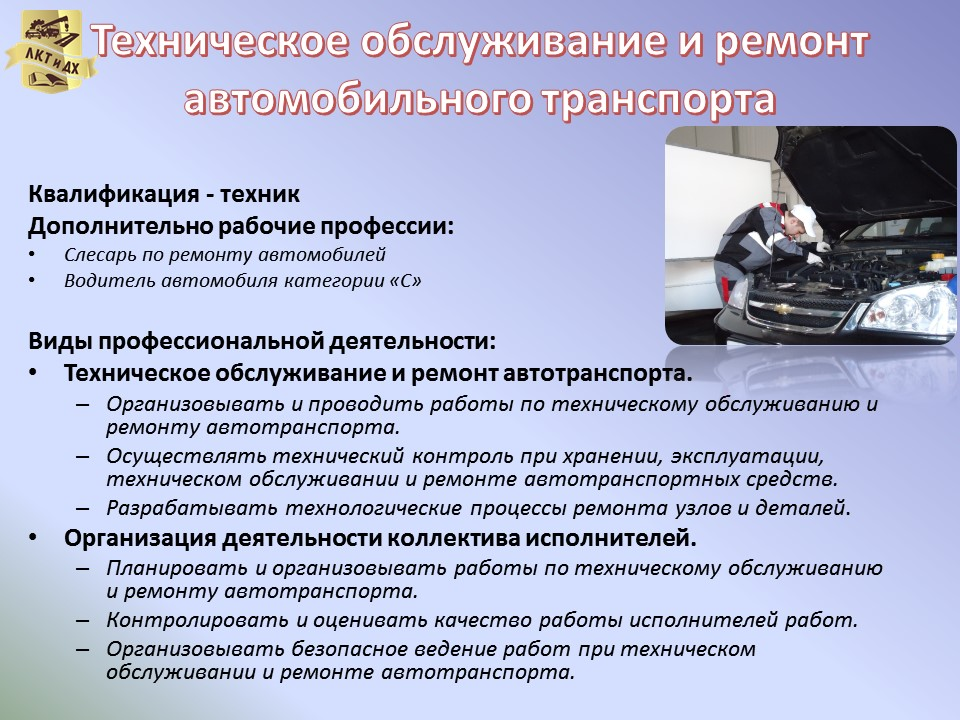 ЛКТ и ДХ
Техническое обслуживание и ремонт
автомобильного транспорта
Квалификация - техник
Дополнительно рабочие профессии:
• Слесарь по ремонту автомобилей
• Водитель автомобиля категории «С»
Виды профессиональной деятельности:
• Техническое обслуживание и ремонт автотранспорта.
– Организовывать и проводить работы по техническому обслуживанию и
ремонту автотранспорта.
– Осуществлять технический контроль при хранении, эксплуатации,
техническом обслуживании и ремонте автотранспортных средств.
– Разрабатывать технологические процессы ремонта узлов и деталей.
• Организация деятельности коллектива исполнителей.
– Планировать и организовывать работы по техническому обслуживанию
и ремонту автотранспорта.
– Контролировать и оценивать качество работы исполнителей работ.
– Организовывать безопасное ведение работ при техническом
обслуживании и ремонте автотранспорта.